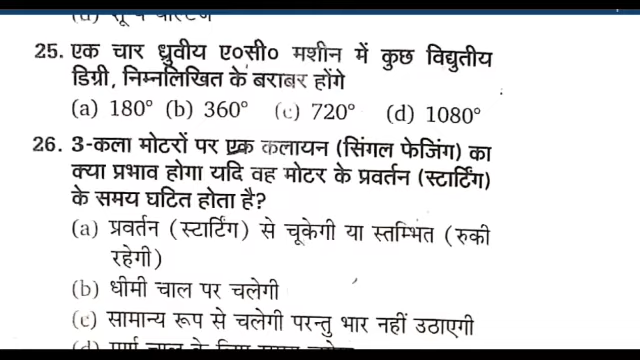 25. एक चार ध्रुवीय ए०सी० मशीन में कुछ विद्युतीय
डिग्री, निम्नलिखित के बराबर होंगे
(a) 180° (b) 360° (c) 720° (d) 1080°
26. 3-कला मोटरों पर एक कलायन (सिंगल फेजिंग) का
क्या प्रभाव होगा यदि वह मोटर के प्रवर्तन (स्टार्टिंग)
के समय घटित होता है?
(a) प्रवर्तन (स्टार्टिंग) से चूकेगी या स्तम्भित (रुकी
रहेगी)
(b) धीमी चाल पर चलेगी
(c) सामान्य रूप से चलेगी परन्तु भार नहीं उठाएगी